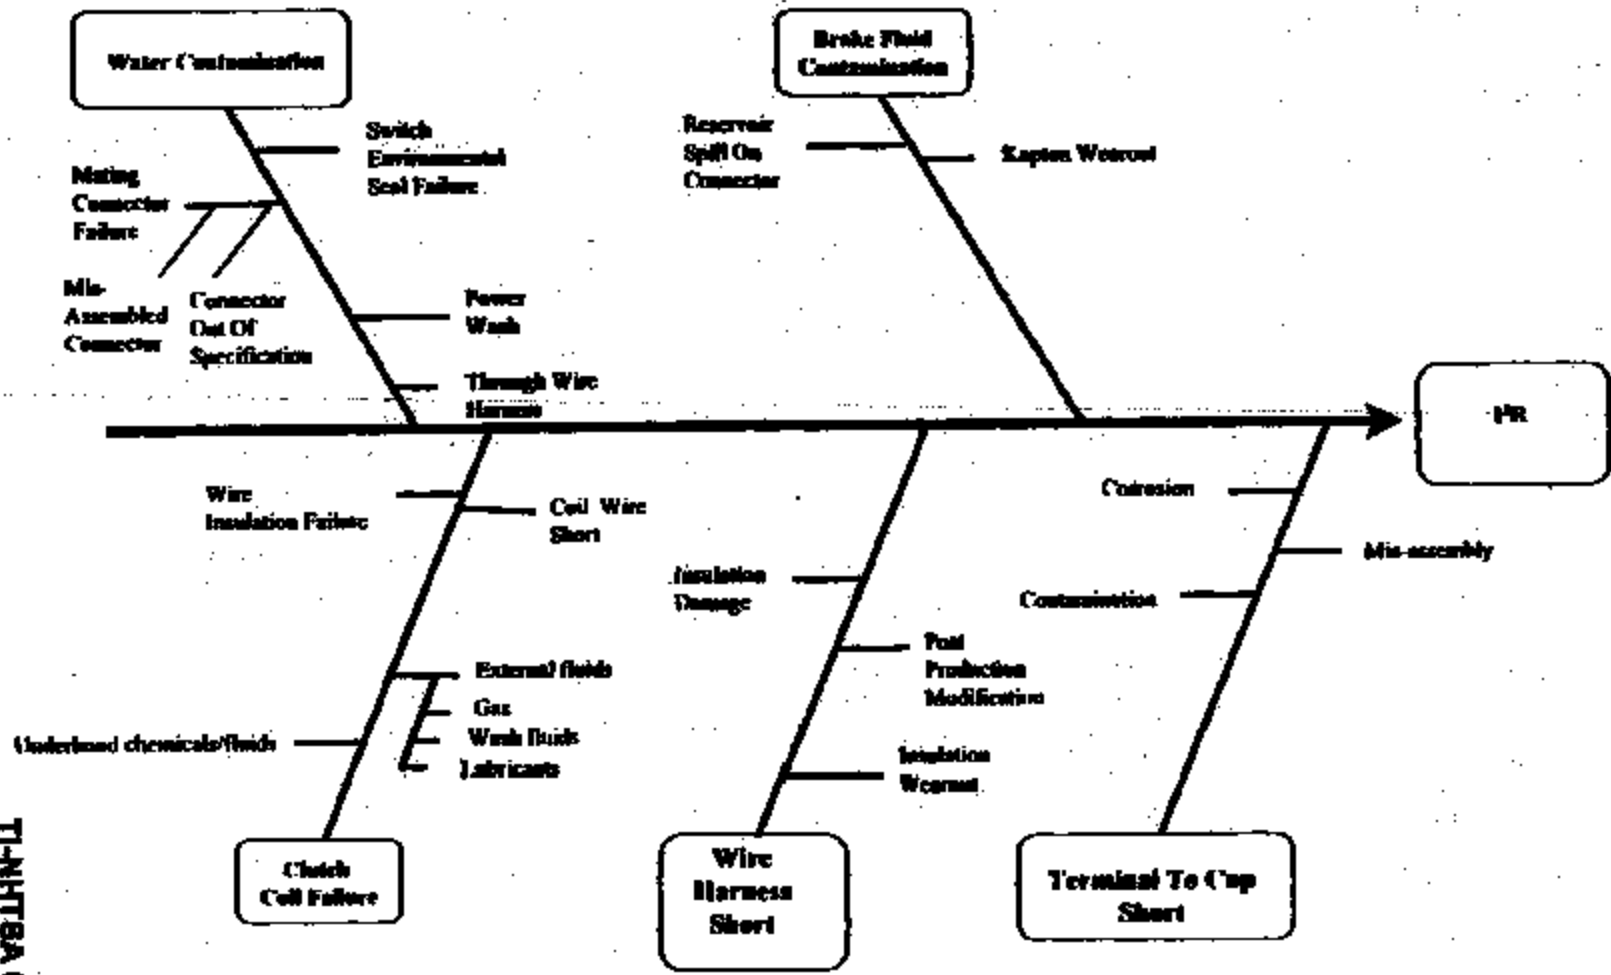 Water Contamination
Brake Fluid
Contamination
Switch
Environmental
Seal Failure
Mating
Connector
Failure
Mis-
Assembled
Connector
Connector
Out Of
Specification
Power
Wash
Through Wire
Harness
Reservoir
Spill On
Connector
Kapton Wearout
I²R
Wire
Insulation Failure
Coil Wire
Short
External fluids
Gas
Wash fluids
Lubricants
Underhood chemicals/fluids
Clutch
Coil Failure
Insulation
Damage
Post
Production
Modification
Insulation
Wearout
Wire
Harness
Short
Corrosion
Mis-assembly
Contamination
Terminal To Cup
Short
TI-NHTSA